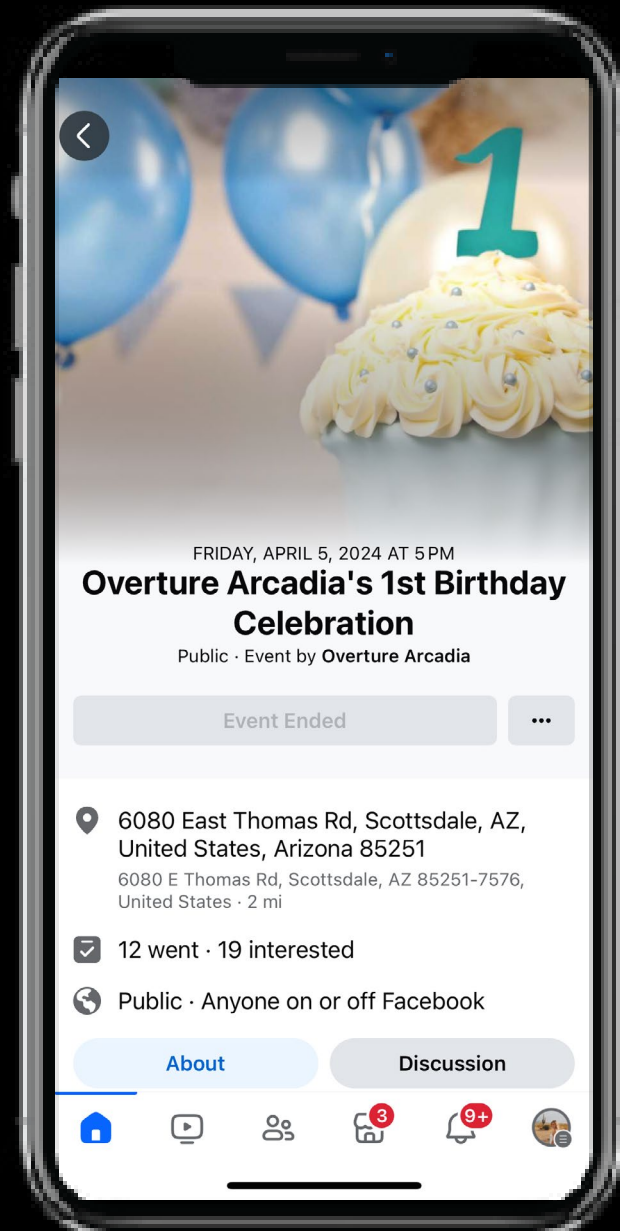 1
FRIDAY, APRIL 5, 2024 AT 5 PM
Overture Arcadia's 1st Birthday
Celebration
Public · Event by Overture Arcadia
Event Ended
6080 East Thomas Rd, Scottsdale, AZ,
United States, Arizona 85251
6080 E Thomas Rd, Scottsdale, AZ 85251-7576,
United States · 2 mi
12 went · 19 interested
Public · Anyone on or off Facebook
About
Discussion
3
9+